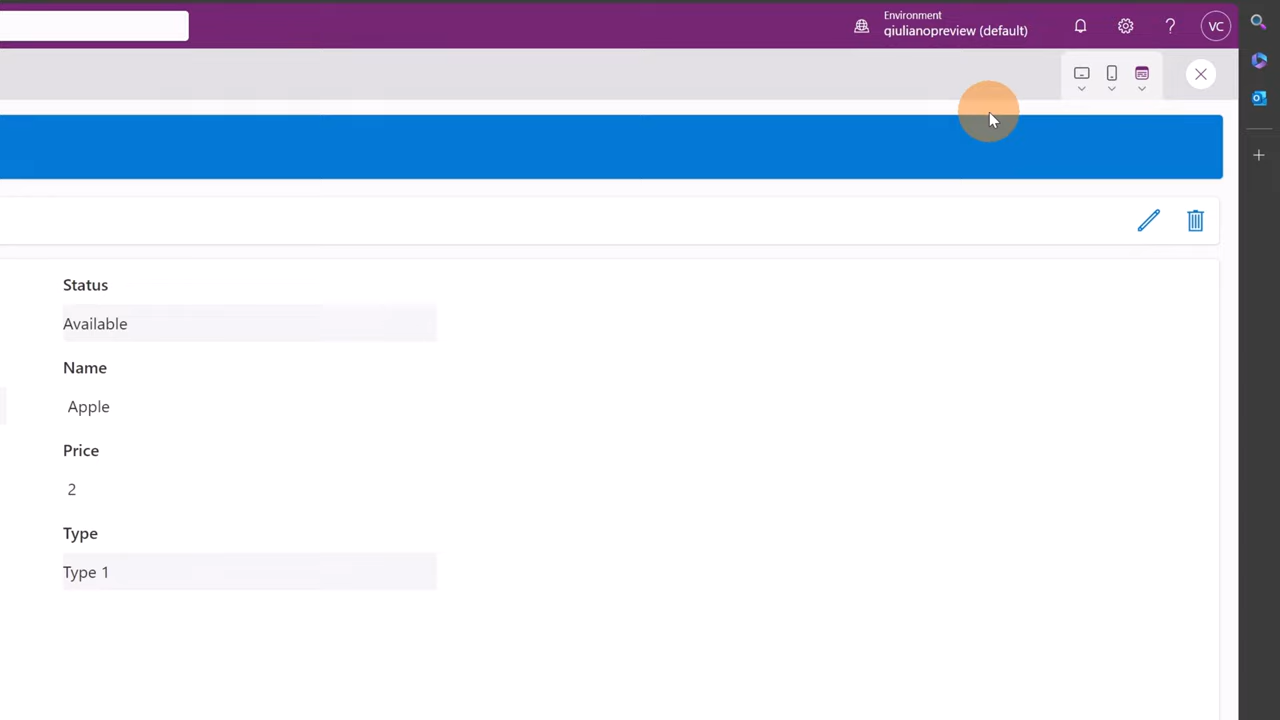 Environment
qiulianopreview (default)
VC
Status
Available
Name
Apple
Price
2
Type
Type 1